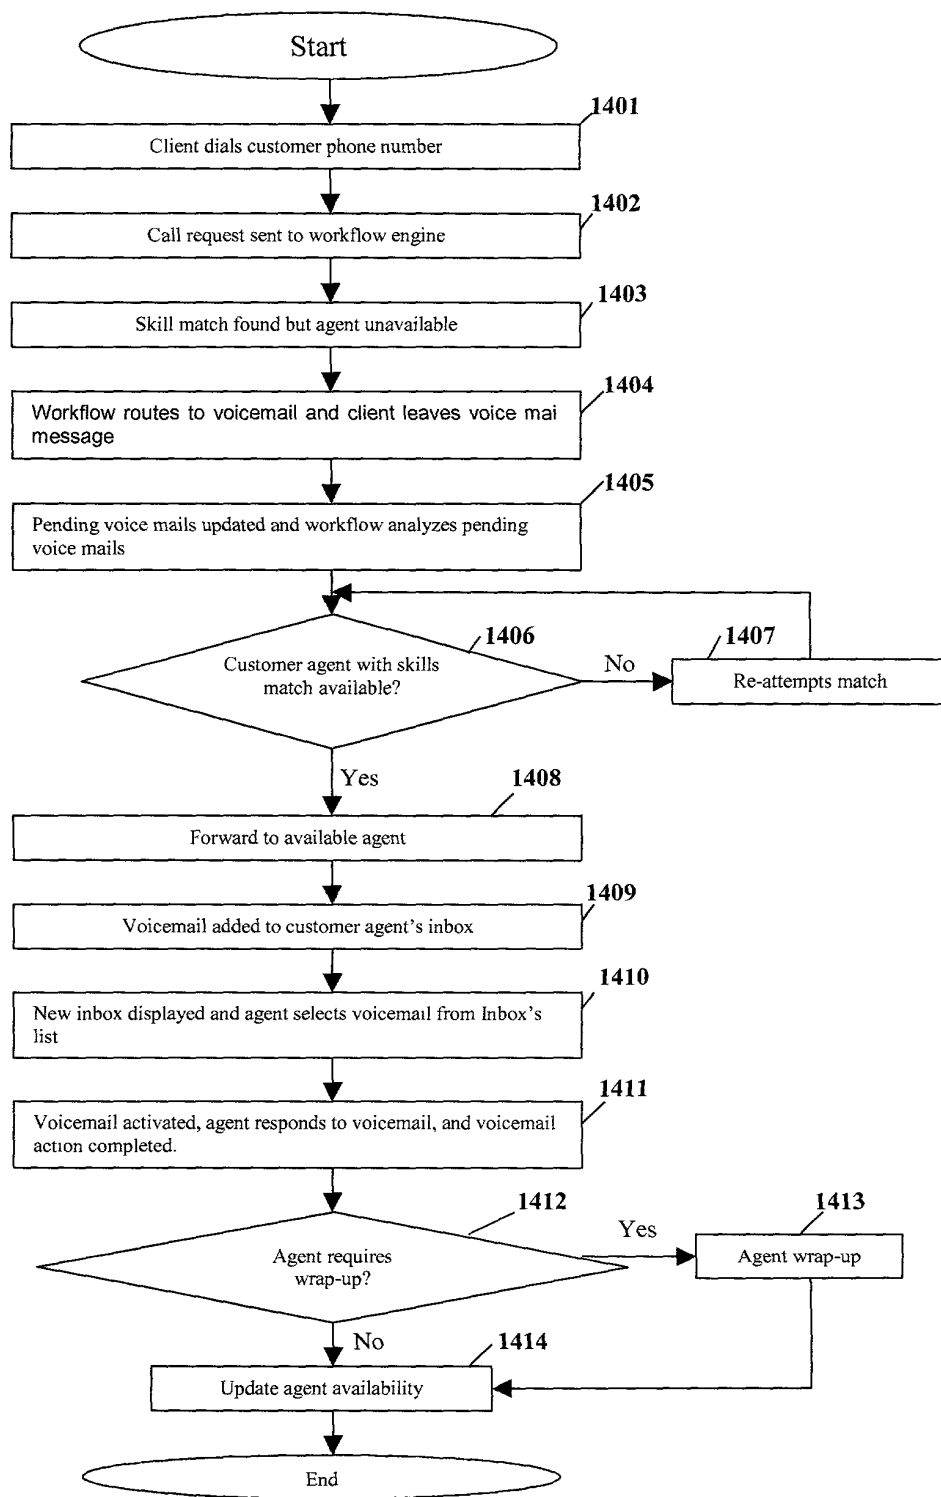 Start
1401
Client dials customer phone number
1402
Call request sent to workflow engine
1403
Skill match found but agent unavailable
1404
Workflow routes to voicemail and client leaves voice mai
message
1405
Pending voice mails updated and workflow analyzes pending
voice mails
1406
Customer agent with skills
match available?
No
1407
Re-attempts match
Yes
1408
Forward to available agent
1409
Voicemail added to customer agent's inbox
1410
New inbox displayed and agent selects voicemail from Inbox's
list
1411
Voicemail activated, agent responds to voicemail, and voicemail
action completed.
1412
Agent requires
wrap-up?
Yes
1413
Agent wrap-up
No
1414
Update agent availability
End